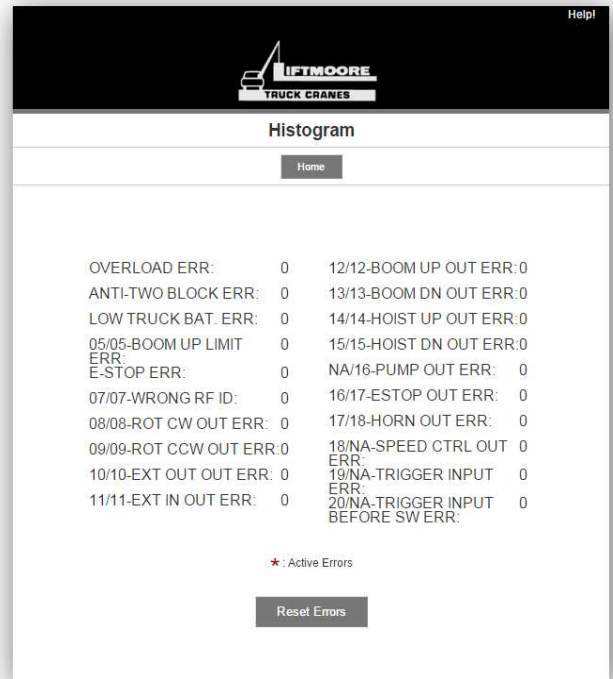 Help!
LIFTMOORE
TRUCK CRANES
Histogram
Home
OVERLOAD ERR: 0
ANTI-TWO BLOCK ERR: 0
LOW TRUCK BAT. ERR: 0
05/05-BOOM UP LIMIT 0
ERR:
E-STOP ERR: 0
07/07-WRONG RF ID: 0
08/08-ROT CW OUT ERR: 0
09/09-ROT CCW OUT ERR:0
10/10-EXT OUT OUT ERR: 0
11/11-EXT IN OUT ERR: 0
12/12-BOOM UP OUT ERR:0
13/13-BOOM DN OUT ERR:0
14/14-HOIST UP OUT ERR:0
15/15-HOIST DN OUT ERR:0
NA/16-PUMP OUT ERR: 0
16/17-ESTOP OUT ERR: 0
17/18-HORN OUT ERR: 0
18/NA-SPEED CTRL OUT 0
ERR:
19/NA-TRIGGER INPUT 0
ERR:
20/NA-TRIGGER INPUT 0
BEFORE SW ERR:
* : Active Errors
Reset Errors